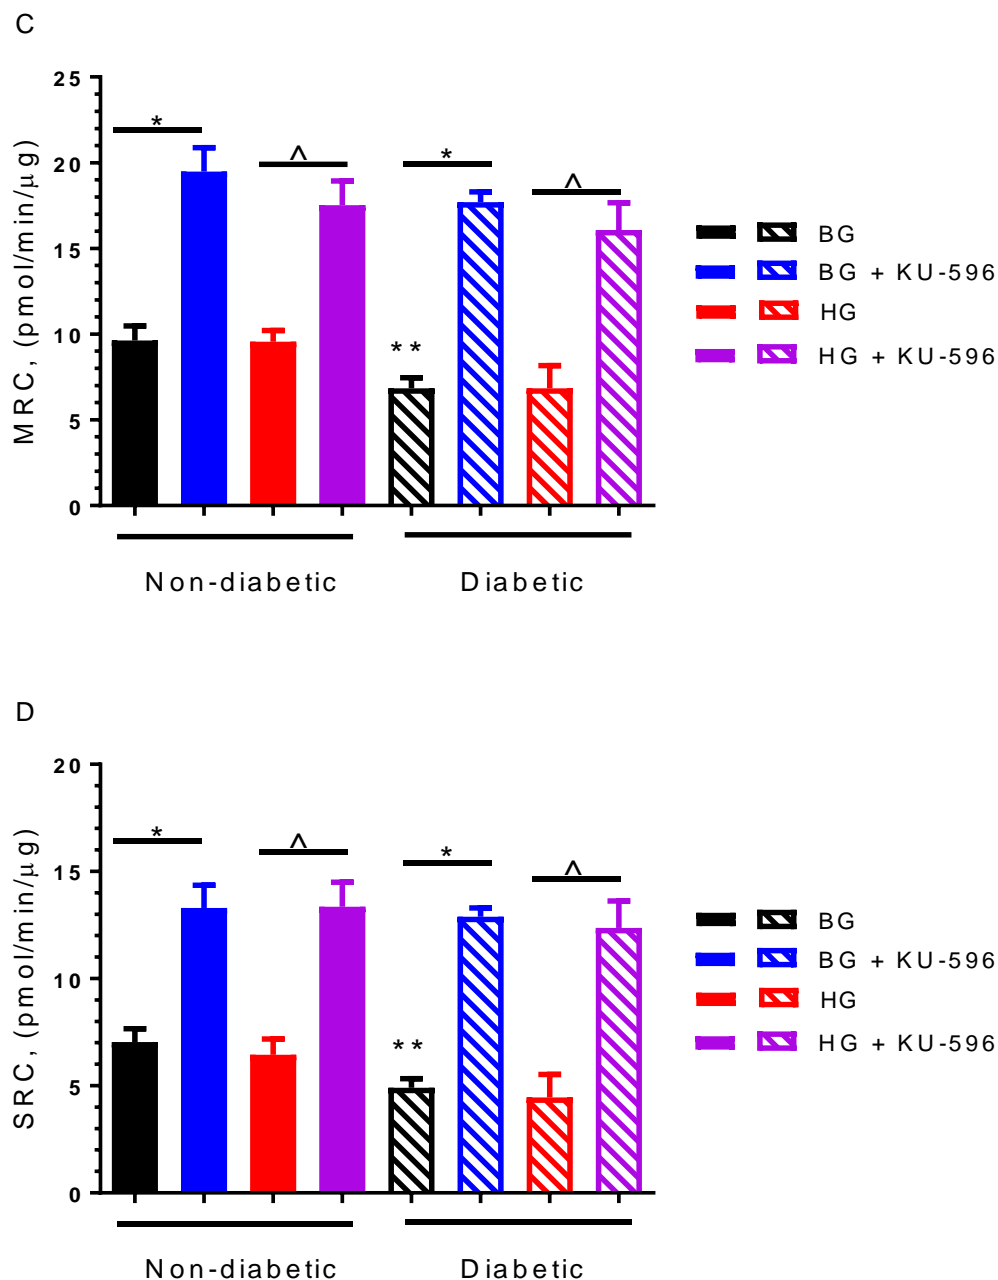 C
MRC, (pmol/min/μg)
25
20
15
10
5
0
*
^
*
^
**
Non-diabetic
Diabetic
BG
BG + KU-596
HG
HG + KU-596
D
SRC, (pmol/min/μg)
20
15
10
5
0
*
^
*
^
**
Non-diabetic
Diabetic
BG
BG + KU-596
HG
HG + KU-596